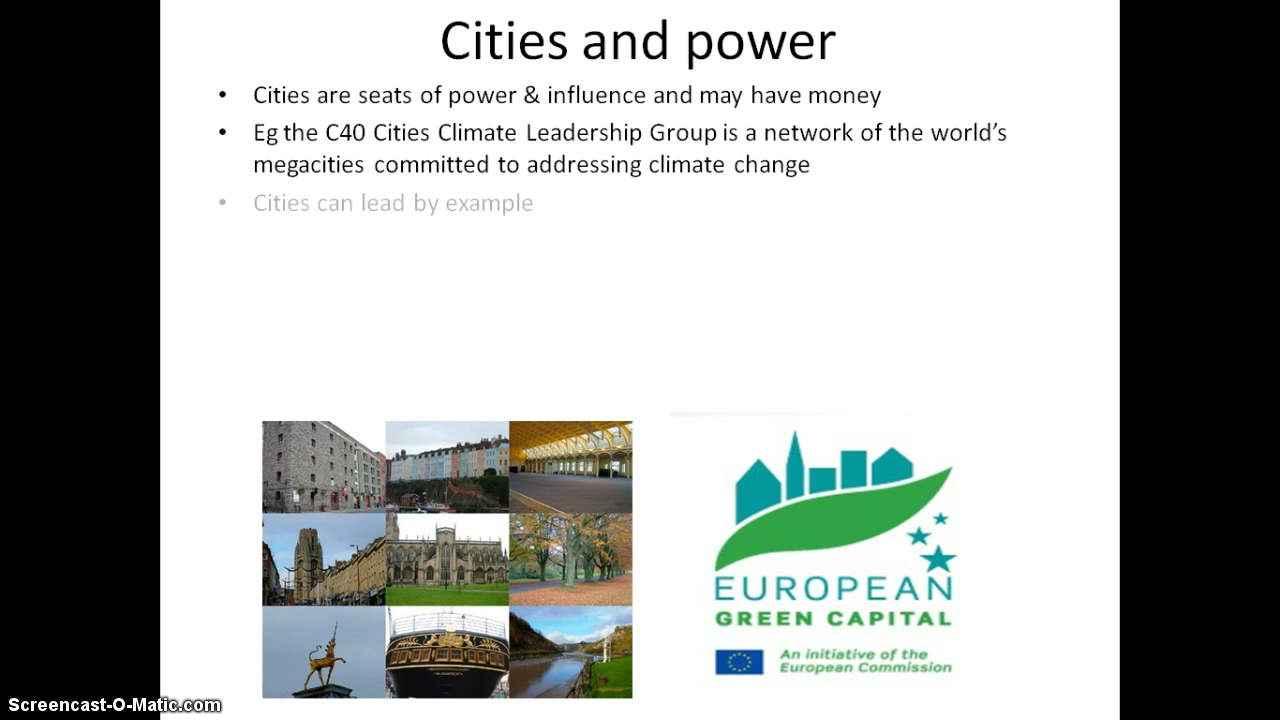 Cities and power
• Cities are seats of power & influence and may have money
• Eg the C40 Cities Climate Leadership Group is a network of the world's
megacities committed to addressing climate change
• Cities can lead by example
EUROPEAN
GREEN CAPITAL
An initiative of the
European Commission
Screencast-O-Matic.com